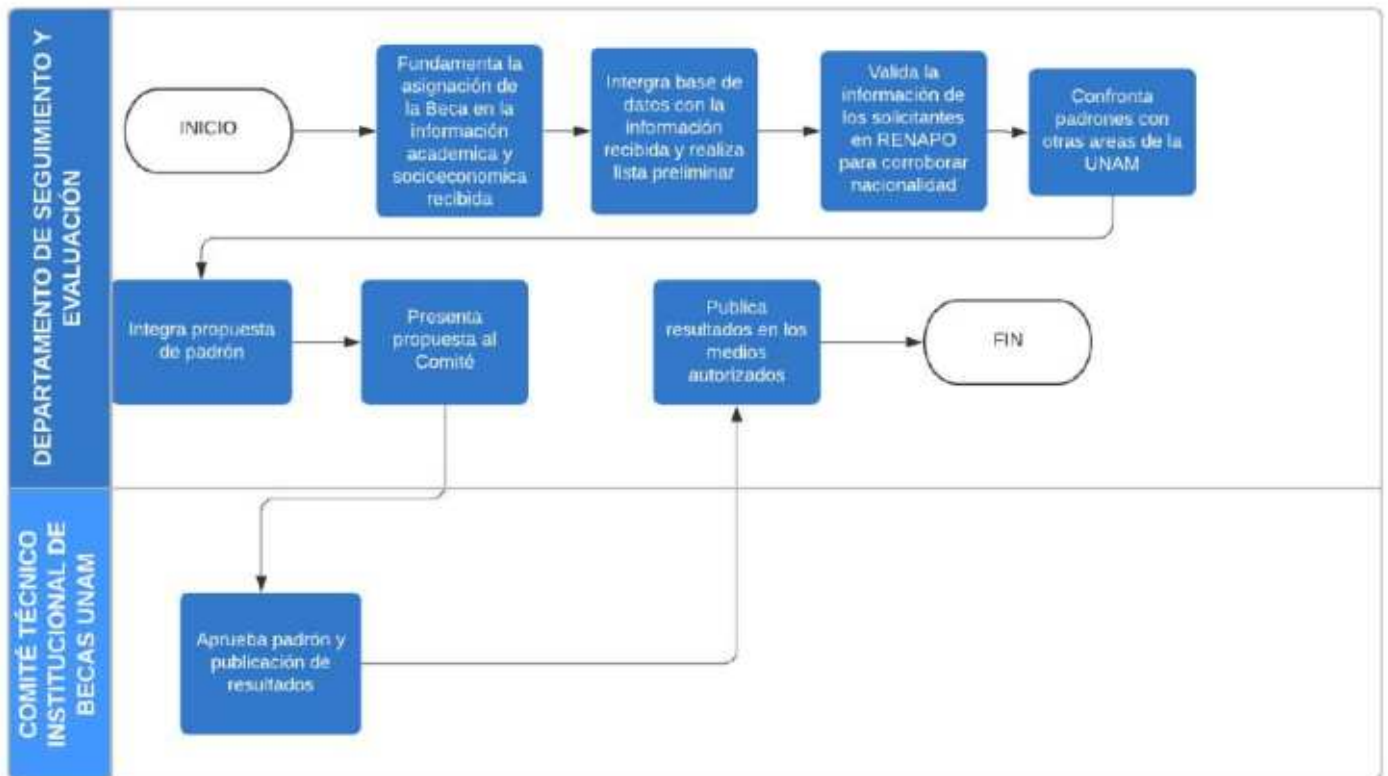 DEPARTAMENTO DE SEGUIMIENTO Y
EVALUACIÓN
INICIO
Fundamenta la
asignación de
la Beca en la
información
academica y
socioeconomica
recibida
Intergra base de
datos con la
información
recibida y realiza
lista preliminar
Valida la
información de
los solicitantes
en RENAPO
para corroborar
nacionalidad
Confronta
padrones con
otras areas de la
UNAM
Integra propuesta
de padrón
Presenta
propuesta al
Comité
Publica
resultados en los
medios
autorizados
FIN
COMITÉ TÉCNICO
INSTITUCIONAL DE
BECAS UNAM
Aprueba padrón y
publicación de
resultados